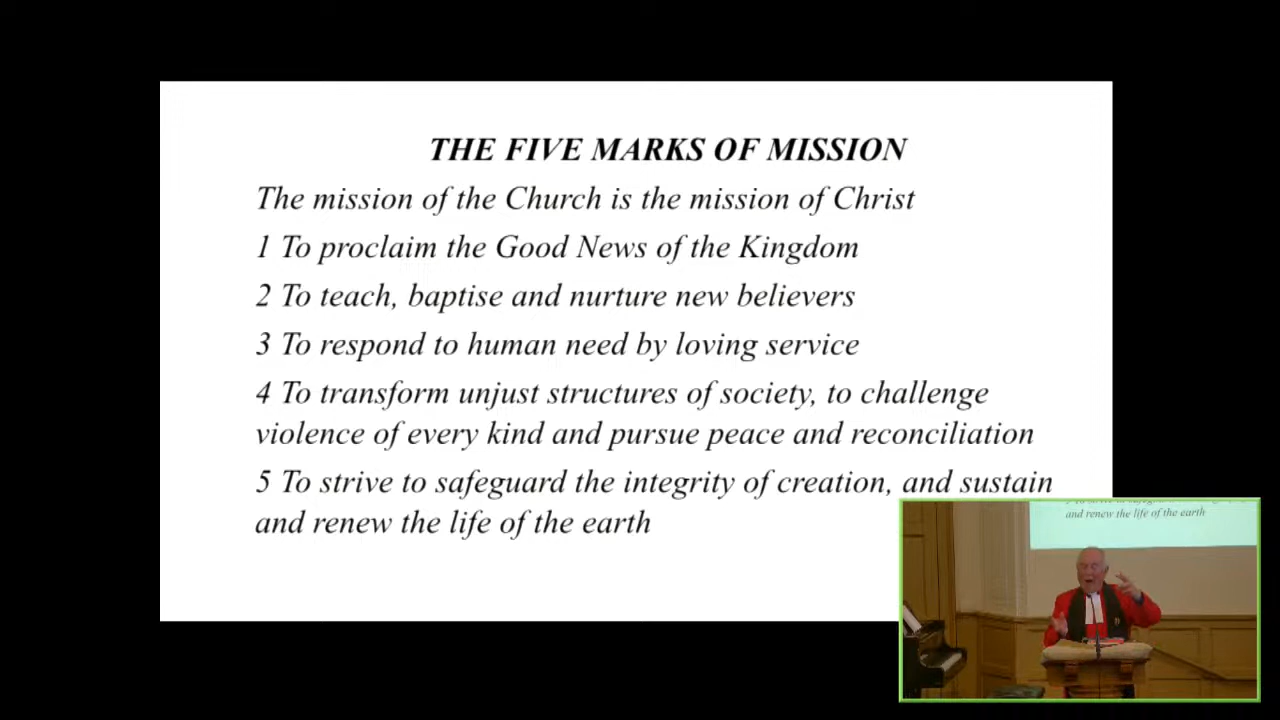 THE FIVE MARKS OF MISSION
The mission of the Church is the mission of Christ
1 To proclaim the Good News of the Kingdom
2 To teach, baptise and nurture new believers
3 To respond to human need by loving service
4 To transform unjust structures of society, to challenge
violence of every kind and pursue peace and reconciliation
5 To strive to safeguard the integrity of creation, and sustain
and renew the life of the earth
and renew the life of the earth